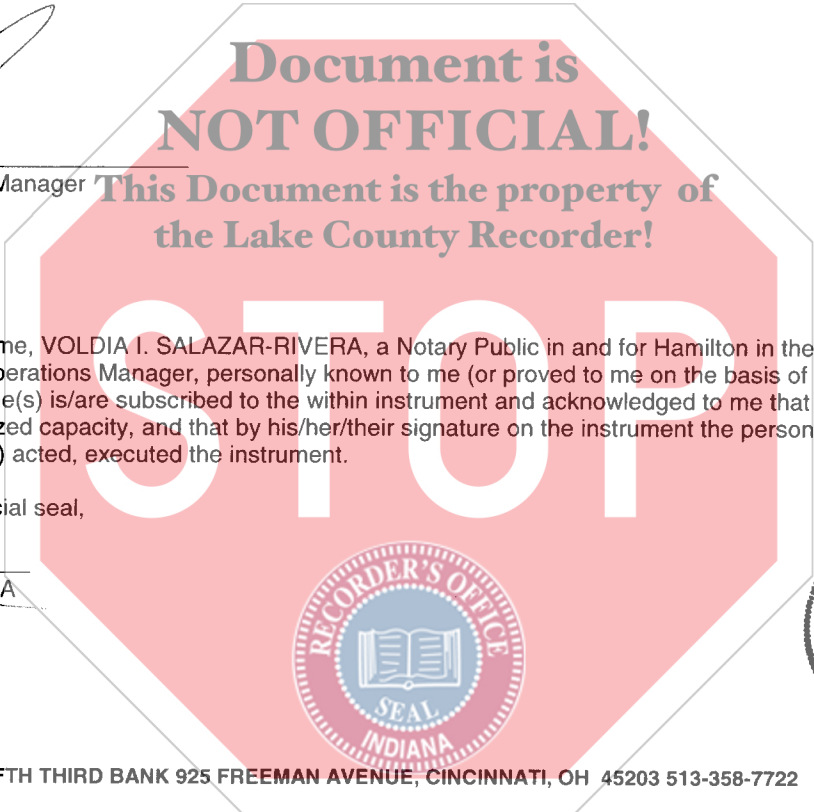 Document is
NOT OFFICIAL!
Manager
This Document is the property of
the Lake County Recorder!
STOP
me, VOLDIA I. SALAZAR-RIVERA, a Notary Public in and for Hamilton in the
perations Manager, personally known to me (or proved to me on the basis of
e(s) is/are subscribed to the within instrument and acknowledged to me that
zed capacity, and that by his/her/their signature on the instrument the person
) acted, executed the instrument.
cial seal,
A
RECORDER'S OFFICE
SEAL
INDIANA
FTH THIRD BANK 925 FREEMAN AVENUE, CINCINNATI, OH 45203 513-358-7722